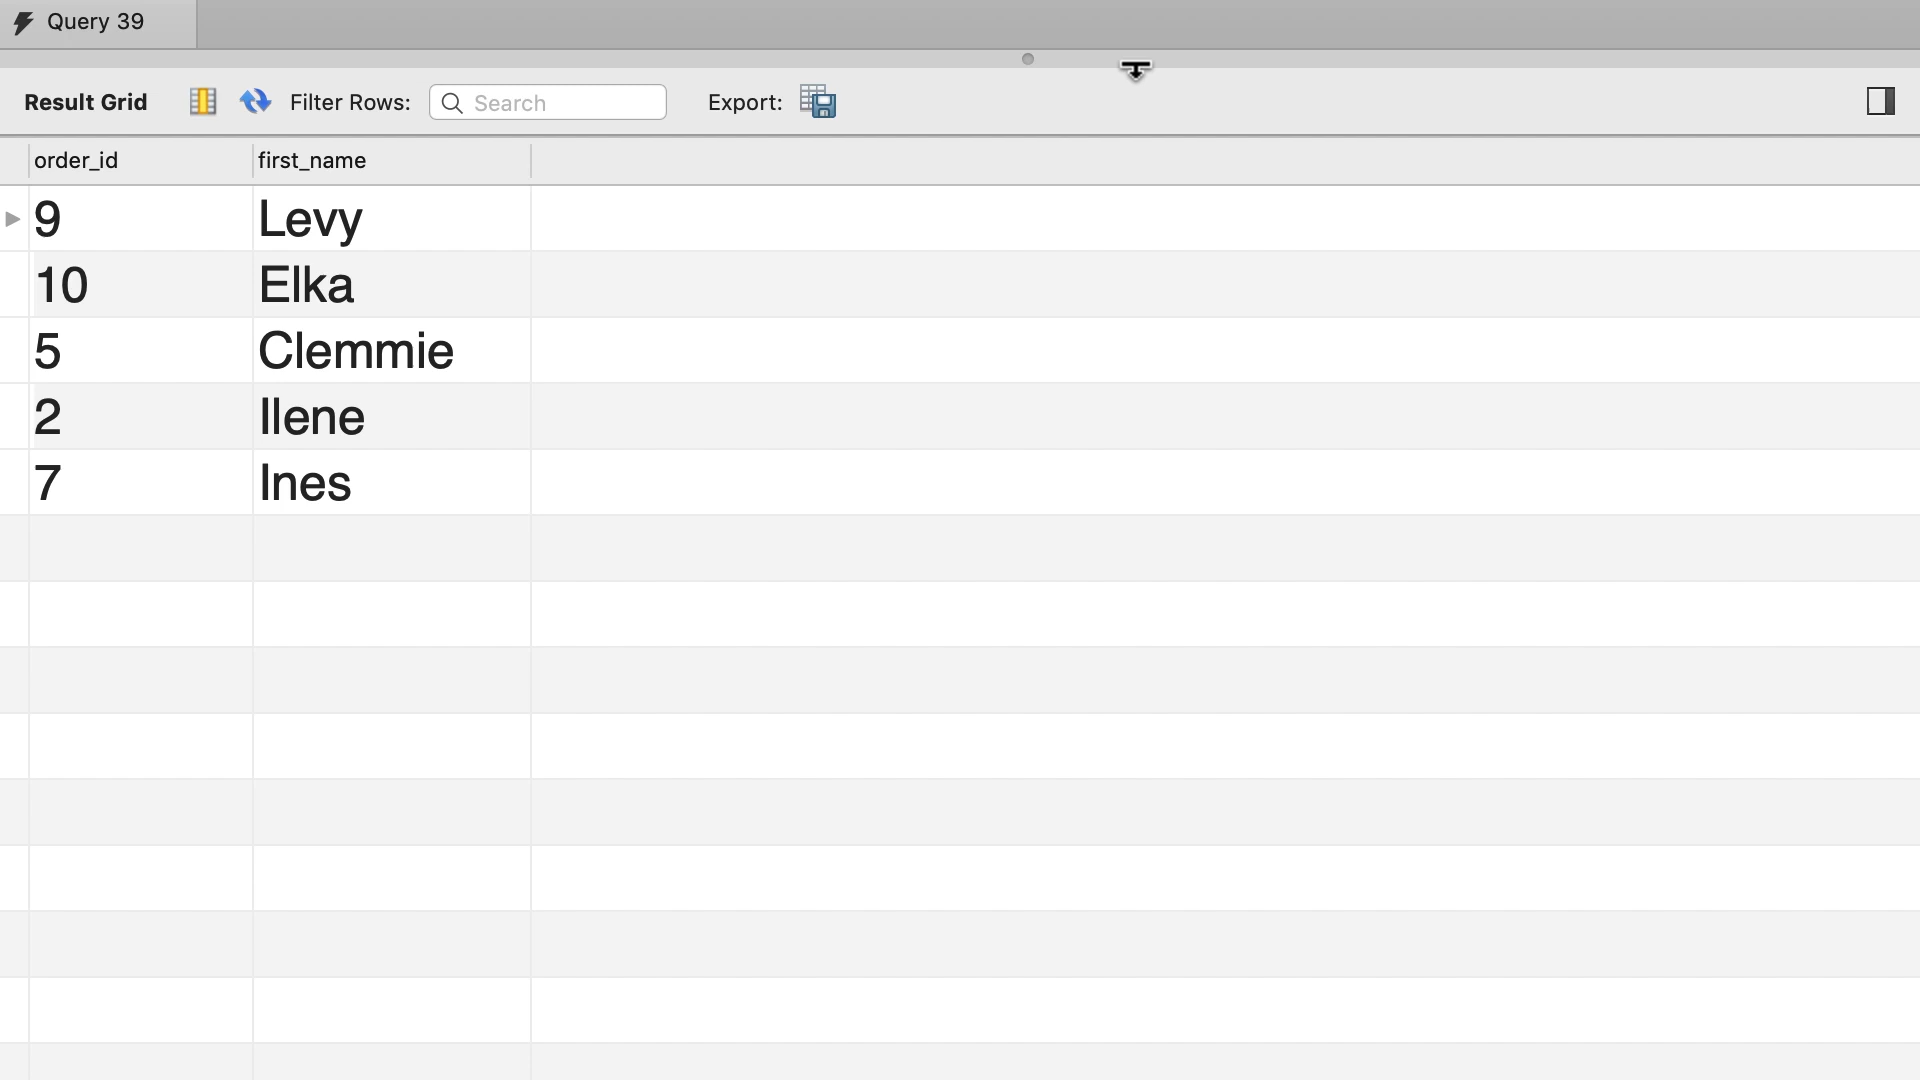 Query 39
Result Grid Filter Rows: Search Export:
order_id first_name
9 Levy
10 Elka
5 Clemmie
2 Ilene
7 Ines